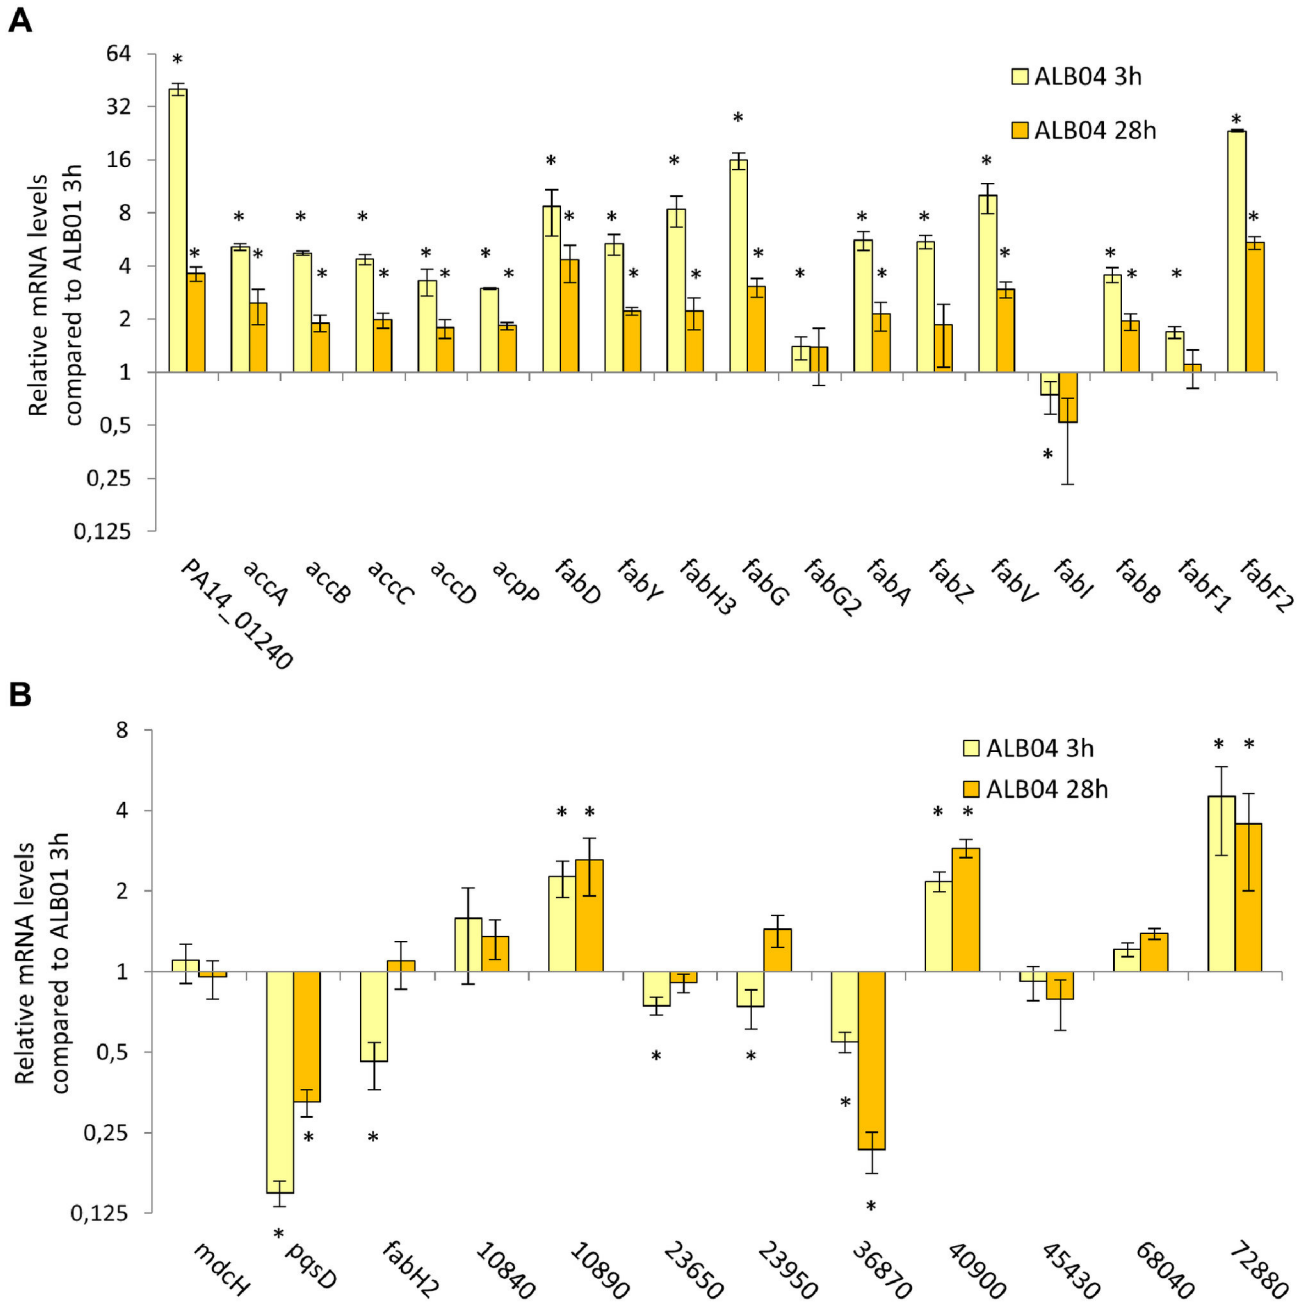 A
64
32
16
8
4
2
1
0,5
0,25
0,125
Relative mRNA levels
compared to ALB01 3h
ALB04 3h
ALB04 28h
* * * * * * * * * * * * * * * * * * * * * * * * * * * * * * *
PA14_01240
accA
accB
accC
accD
acpP
fabD
fabY
fabH3
fabG
fabG2
fabA
fabZ
fabV
fabI
fabB
fabF1
fabF2
B
8
4
2
1
0,5
0,25
0,125
Relative mRNA levels
compared to ALB01 3h
ALB04 3h
ALB04 28h
* * * * * * * * * * * * *
mdcH
pqsD
fabH2
10840
10890
23650
23950
36870
40900
45430
68040
72880